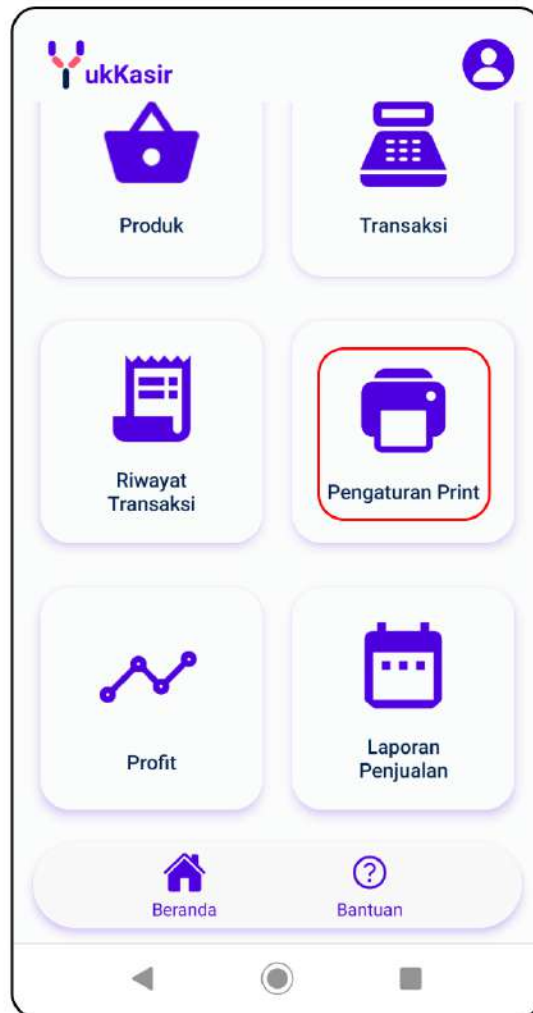 YukKasir
Produk
Transaksi
Riwayat
Transaksi
Pengaturan Print
Profit
Laporan
Penjualan
Beranda
Bantuan